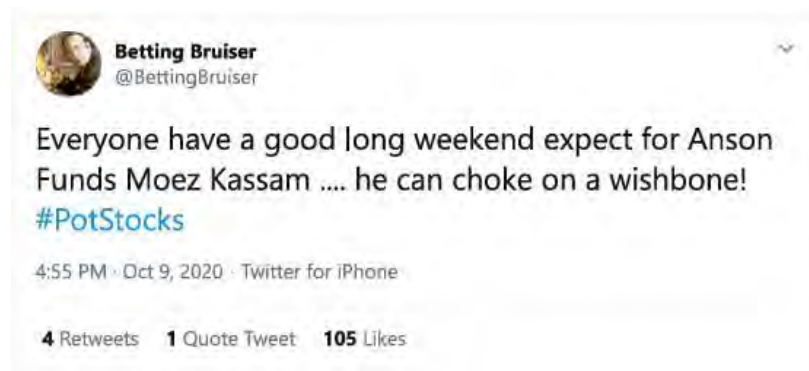 Betting Bruiser
@BettingBruiser
Everyone have a good long weekend expect for Anson
Funds Moez Kassam .... he can choke on a wishbone!
#PotStocks
4:55 PM · Oct 9, 2020 · Twitter for iPhone
4 Retweets 1 Quote Tweet 105 Likes